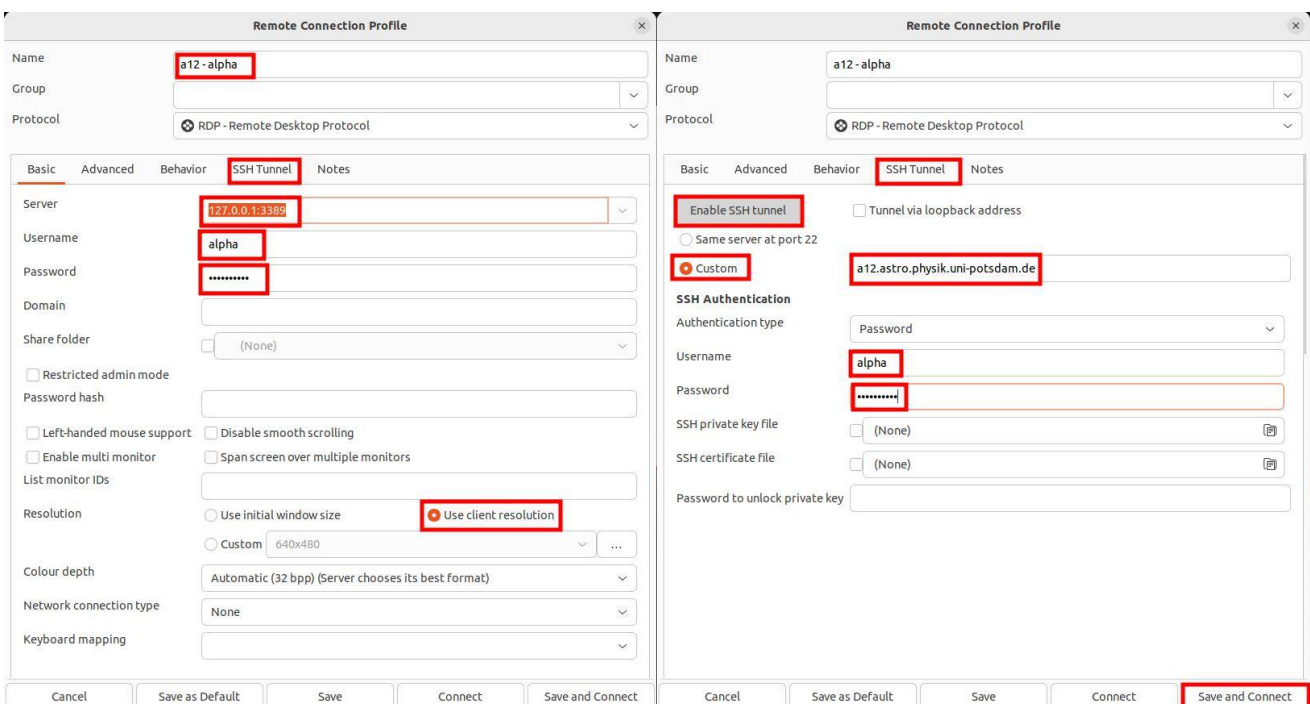 Remote Connection Profile
Name
a12 - alpha
Group
Protocol
RDP - Remote Desktop Protocol
Basic Advanced Behavior SSH Tunnel Notes
Server
127.0.0.1:3389
Username
alpha
Password
••••••••••
Domain
Share folder
(None)
Restricted admin mode
Password hash
Left-handed mouse support Disable smooth scrolling
Enable multi monitor Span screen over multiple monitors
List monitor IDs
Resolution
Use initial window size Use client resolution
Custom 640x480 ...
Colour depth
Automatic (32 bpp) (Server chooses its best format)
Network connection type
None
Keyboard mapping
Cancel Save as Default Save Connect Save and Connect
Remote Connection Profile
Name
a12 - alpha
Group
Protocol
RDP - Remote Desktop Protocol
Basic Advanced Behavior SSH Tunnel Notes
Enable SSH tunnel Tunnel via loopback address
Same server at port 22
Custom a12.astro.physik.uni-potsdam.de
SSH Authentication
Authentication type
Password
Username
alpha
Password
••••••••••
SSH private key file
(None)
SSH certificate file
(None)
Password to unlock private key
Cancel Save as Default Save Connect Save and Connect